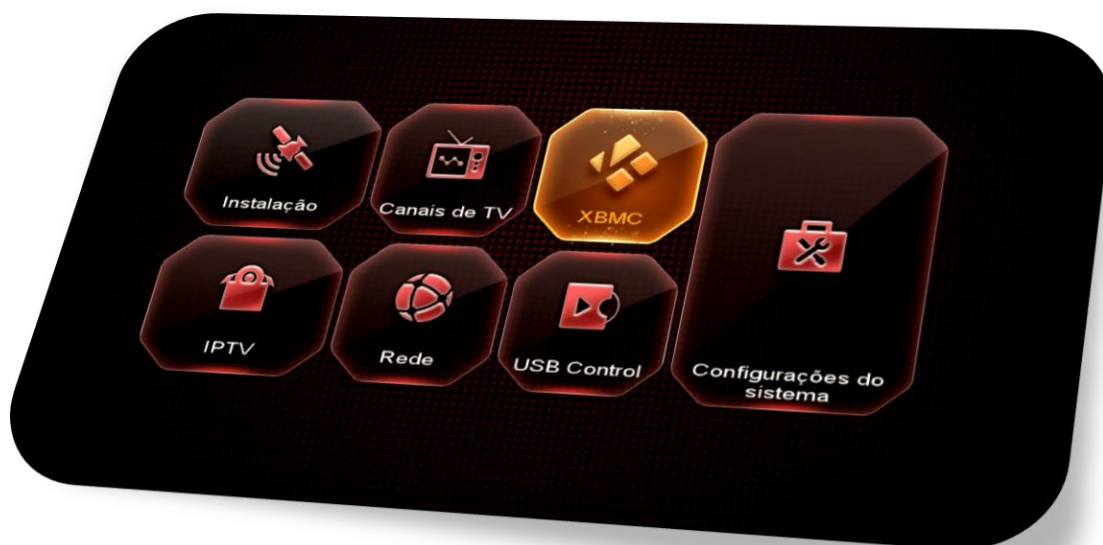 Instalação
Canais de TV
XBMC
IPTV
Rede
USB Control
Configurações do
sistema